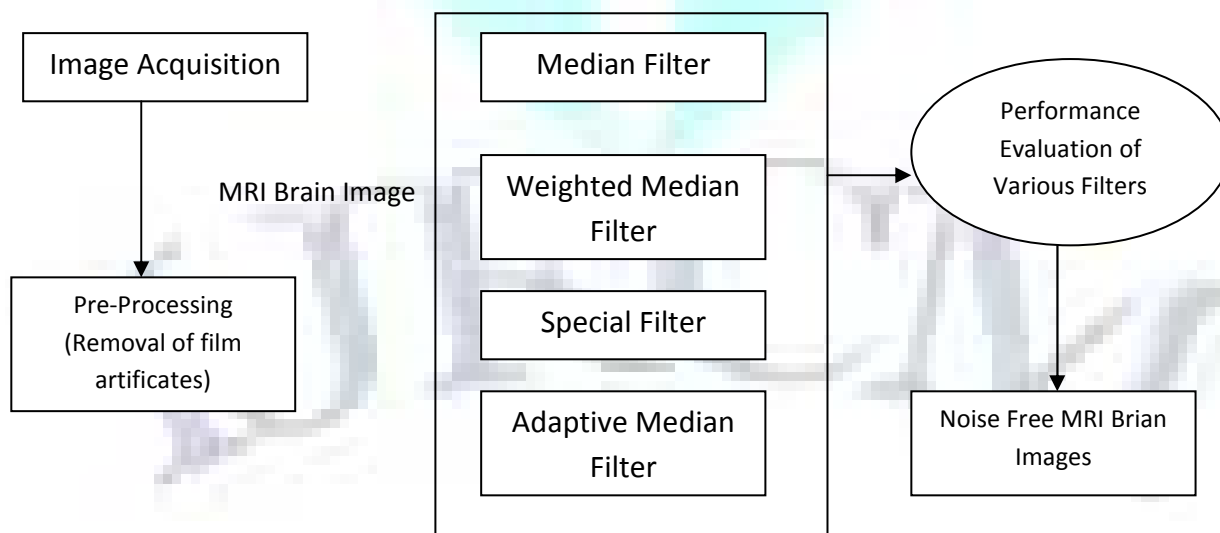 Image Acquisition
MRI Brain Image
Pre-Processing
(Removal of film
artificates)
Median Filter
Weighted Median
Filter
Special Filter
Adaptive Median
Filter
Performance
Evaluation of
Various Filters
Noise Free MRI Brian
Images